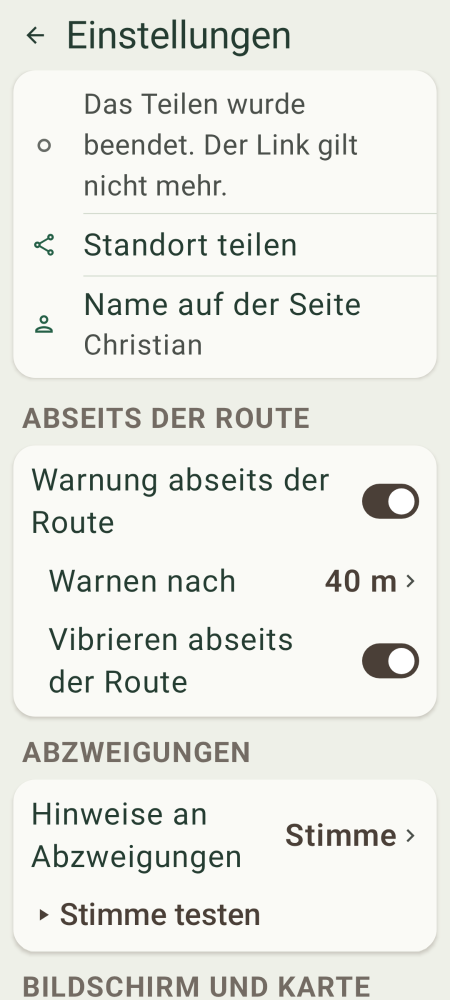 Einstellungen
Das Teilen wurde
beendet. Der Link gilt
nicht mehr.
Standort teilen
Name auf der Seite
Christian
ABSEITS DER ROUTE
Warnung abseits der
Route
Warnen nach 40 m
Vibrieren abseits
der Route
ABZWEIGUNGEN
Hinweise an
Abzweigungen
Stimme
Stimme testen
BILDSCHIRM UND KARTE